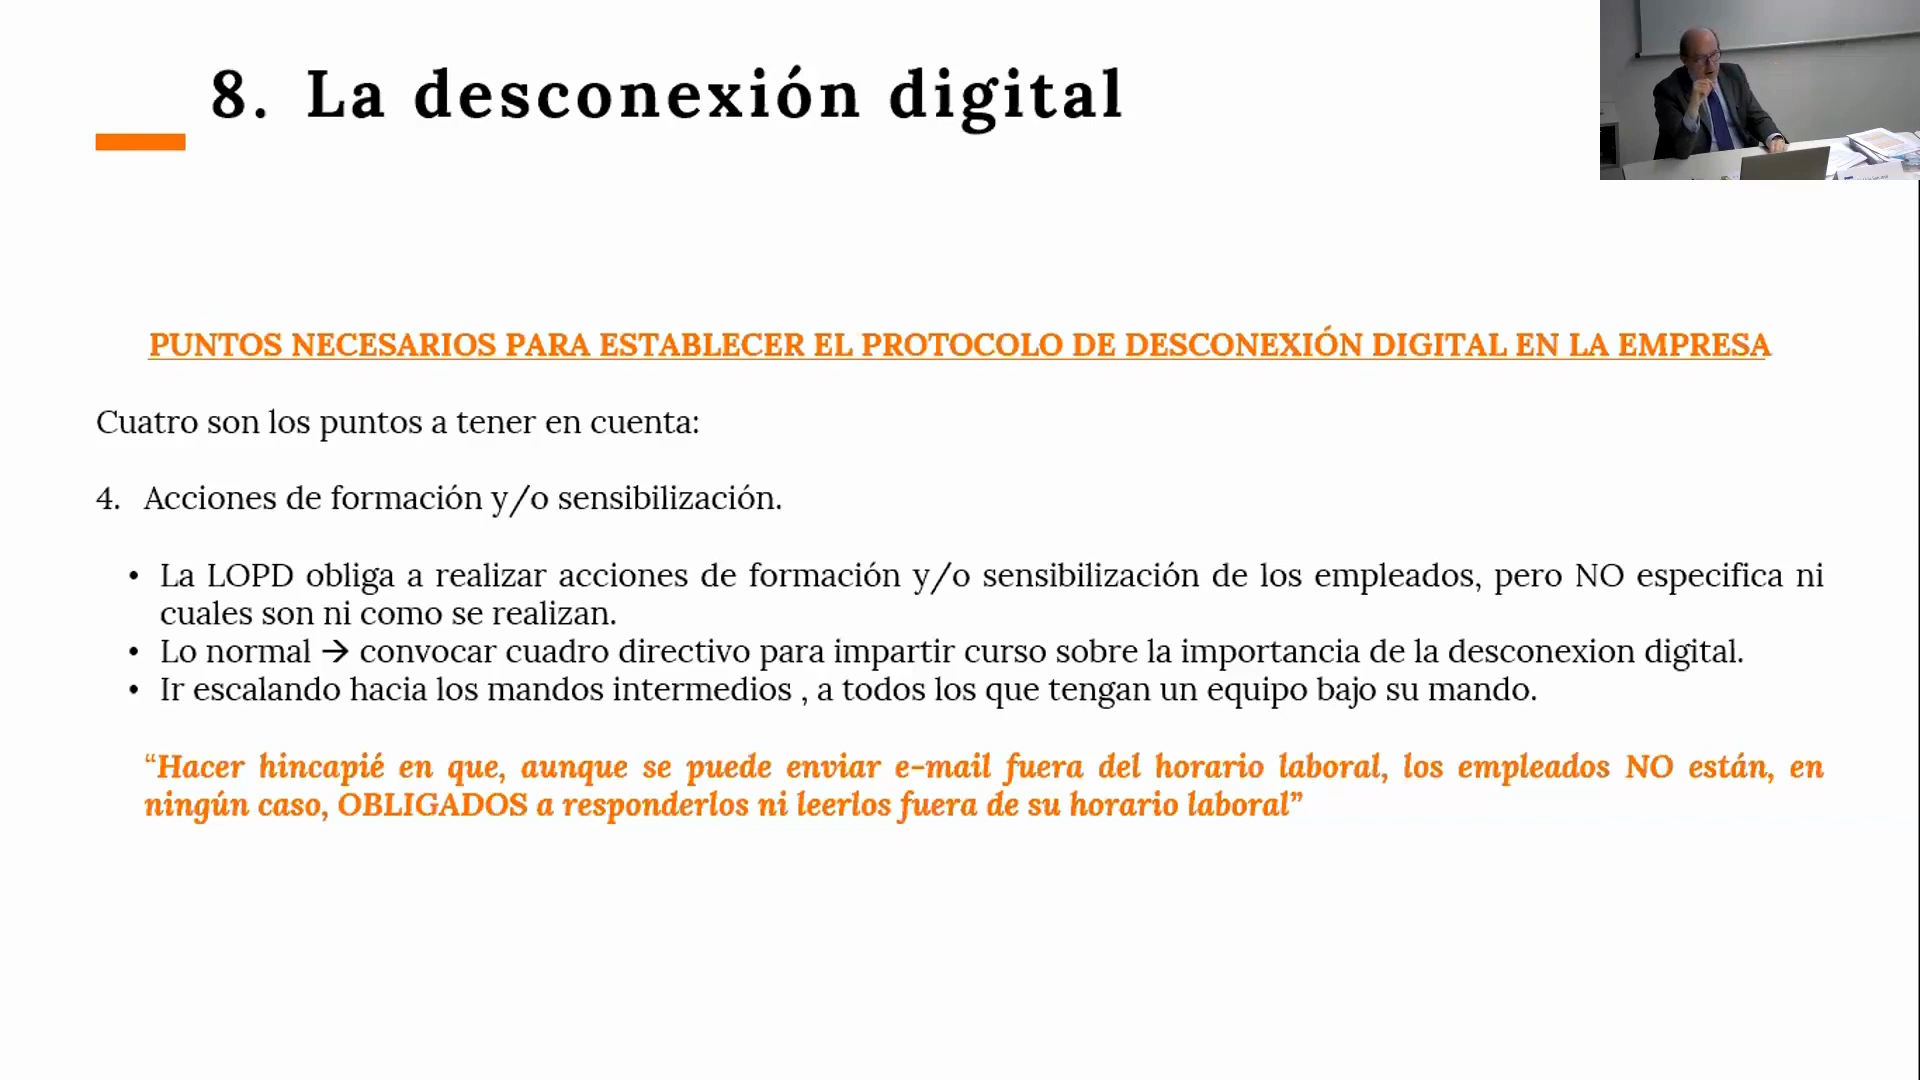 8. La desconexión digital
PUNTOS NECESARIOS PARA ESTABLECER EL PROTOCOLO DE DESCONEXIÓN DIGITAL EN LA EMPRESA
Cuatro son los puntos a tener en cuenta:
4. Acciones de formación y/o sensibilización.
• La LOPD obliga a realizar acciones de formación y/o sensibilización de los empleados, pero NO especifica ni
cuales son ni como se realizan.
• Lo normal → convocar cuadro directivo para impartir curso sobre la importancia de la desconexion digital.
• Ir escalando hacia los mandos intermedios , a todos los que tengan un equipo bajo su mando.
“Hacer hincapié en que, aunque se puede enviar e-mail fuera del horario laboral, los empleados NO están, en
ningún caso, OBLIGADOS a responderlos ni leerlos fuera de su horario laboral”